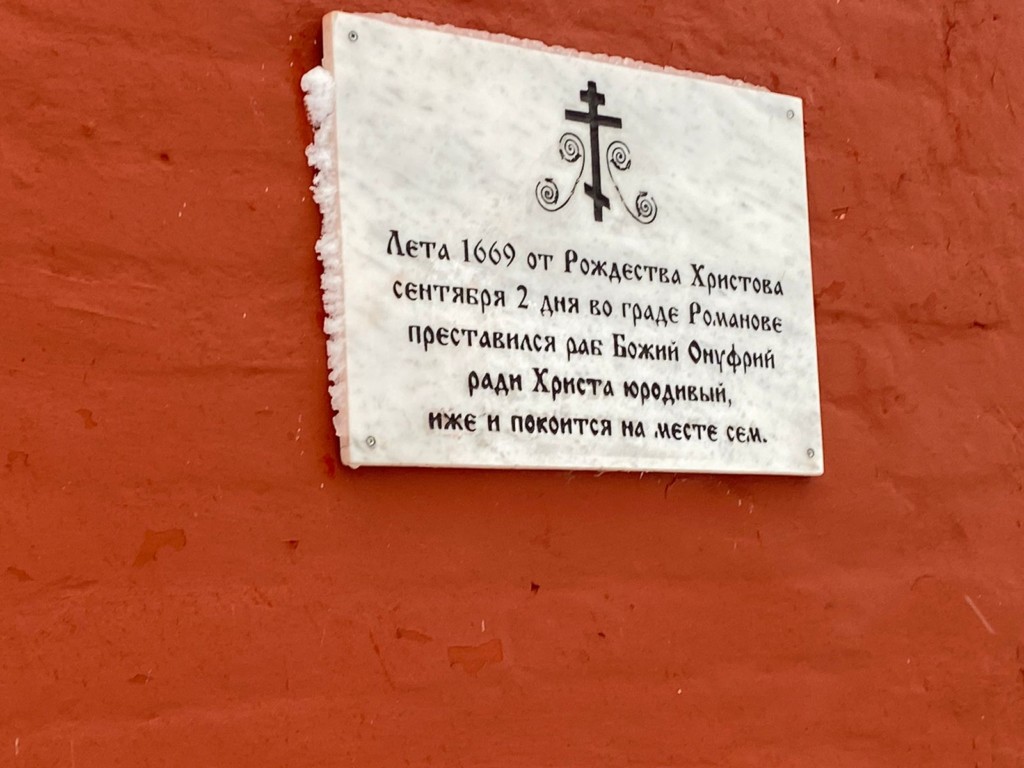 Лета 1669 от Рождества Христова
сентября 2 дня во граде Романове
преставился раб Божий Онуфрий
ради Христа юродивый,
иже и покоится на месте сем.